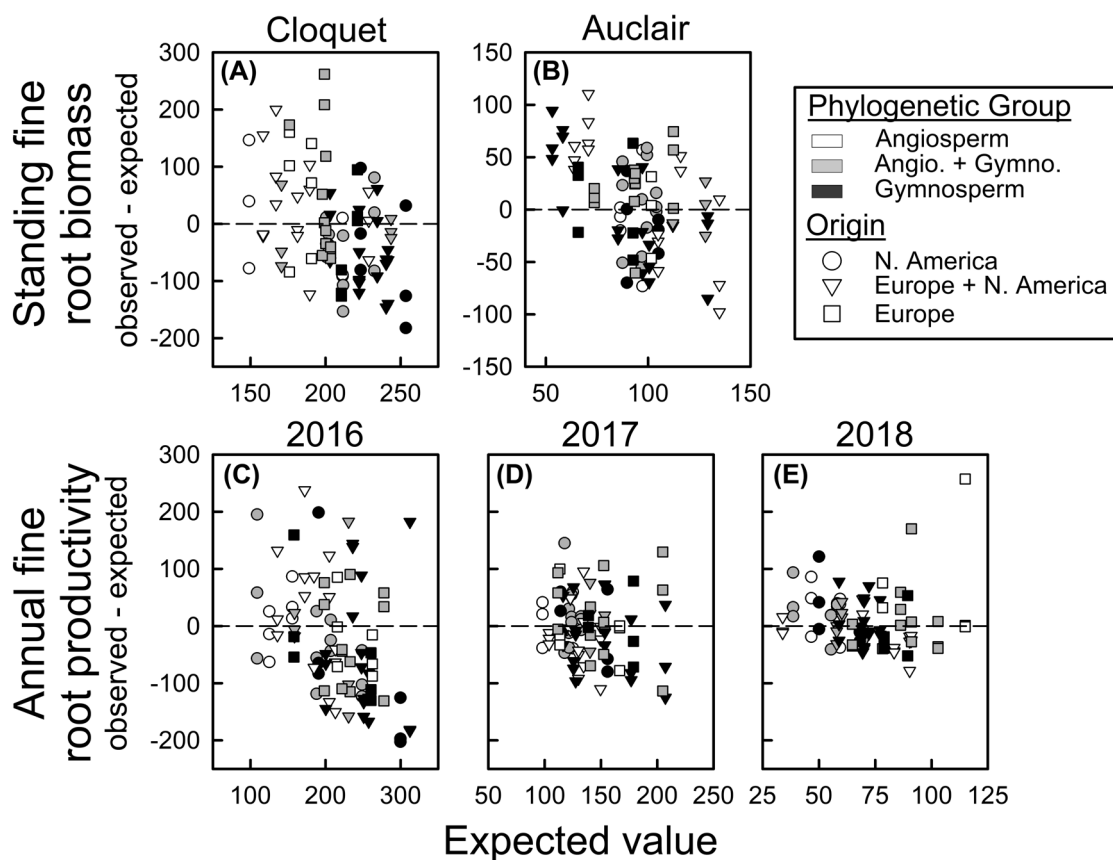 Cloquet
Auclair
Standing fine
root biomass
observed - expected
300
200
100
0
-100
-200
(A)
150
200
250
150
100
50
0
-50
-100
-150
(B)
50
100
150
Phylogenetic Group
Angiosperm
Angio. + Gymno.
Gymnosperm
Origin
N. America
Europe + N. America
Europe
2016
2017
2018
Annual fine
root productivity
observed - expected
300
200
100
0
-100
-200
(C)
100
200
300
(D)
50
100
150
200
250
(E)
25
50
75
100
125
Expected value